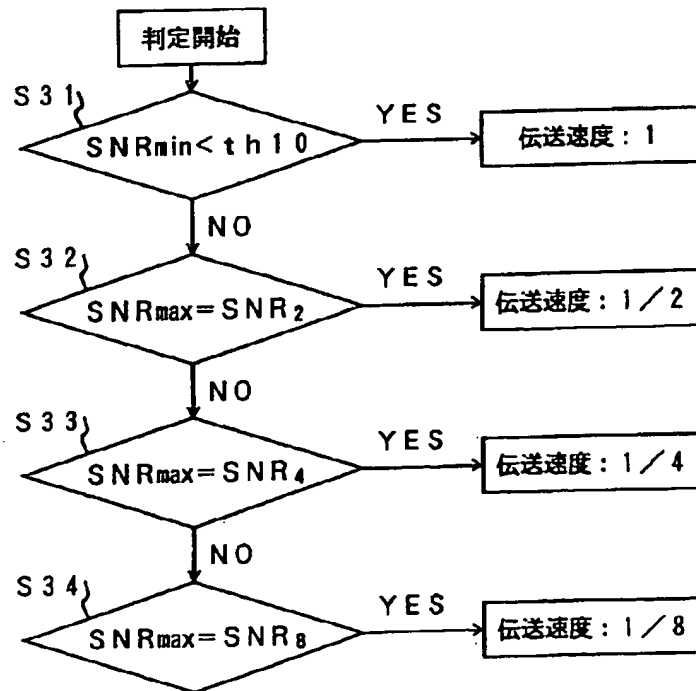 判定開始
S31
SNRmin<th10
YES
伝送速度:1
NO
S32
SNRmax=SNR2
YES
伝送速度:1/2
NO
S33
SNRmax=SNR4
YES
伝送速度:1/4
NO
S34
SNRmax=SNR8
YES
伝送速度:1/8